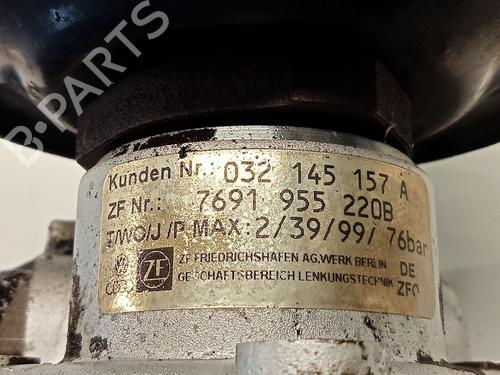 B-PARTS
Kunden Nr.: 032 145 157 A
ZF Nr.: 7691 955 220B
T/WO/J /P-MAX: 2/39/99/ 76bar
ZF FRIEDRICHSHAFEN AG.WERK BERLIN DE
ZF GESCHÄFTSBEREICH LENKUNGSTECHNIK ZFO